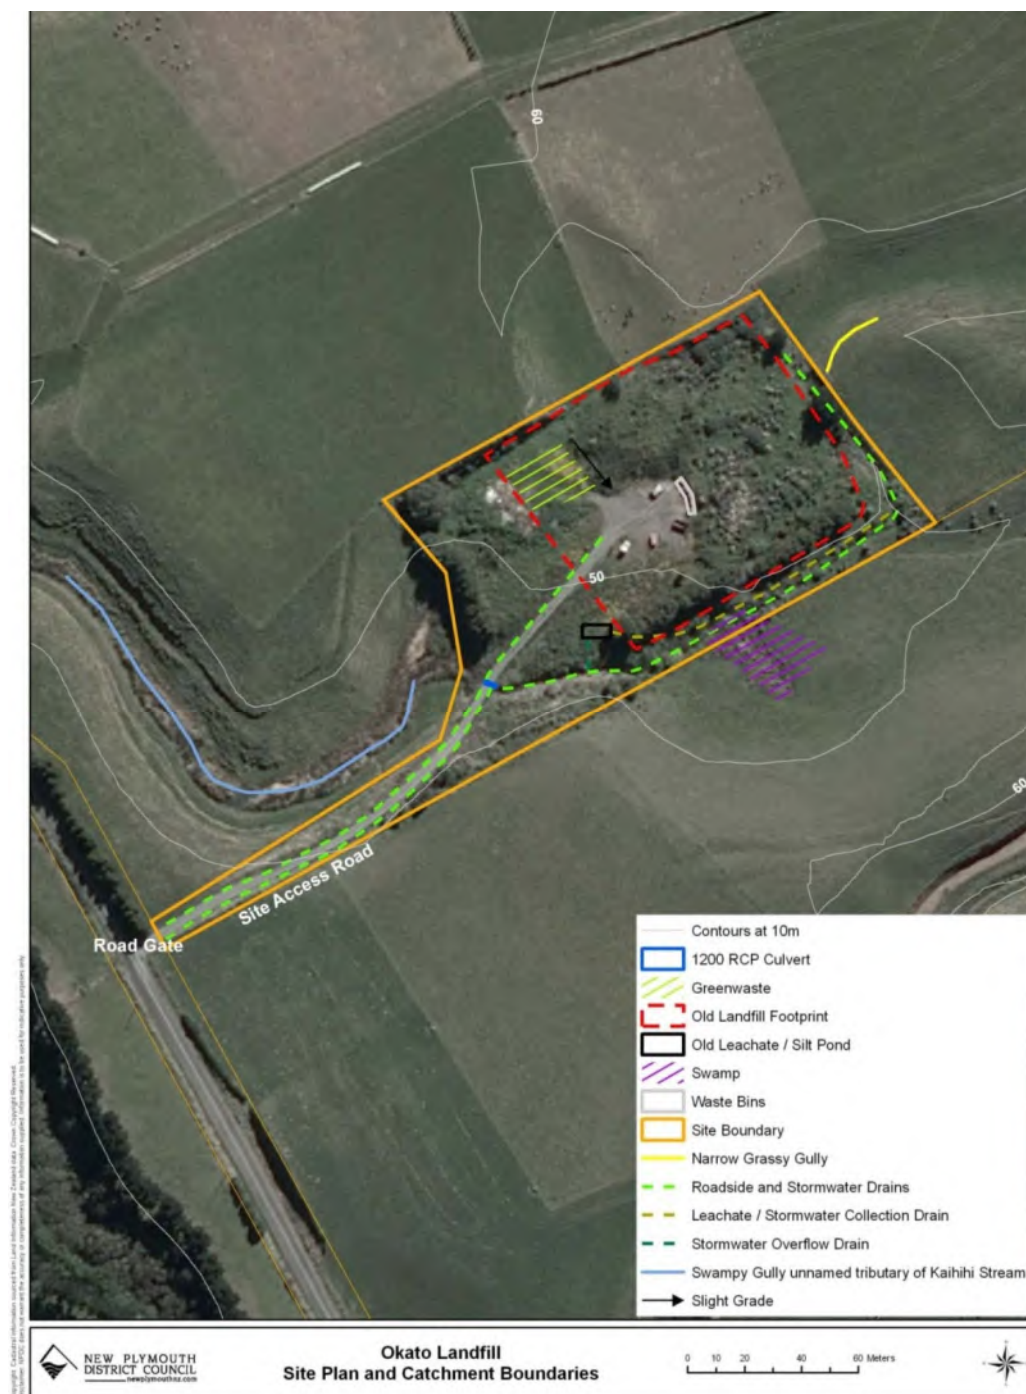 60
50
60
Site Access Road
Road Gate
Contours at 10m
1200 RCP Culvert
Greenwaste
Old Landfill Footprint
Old Leachate / Silt Pond
Swamp
Waste Bins
Site Boundary
Narrow Grassy Gully
Roadside and Stormwater Drains
Leachate / Stormwater Collection Drain
Stormwater Overflow Drain
Swampy Gully unnamed tributary of Kaihihi Stream
Slight Grade
NEW PLYMOUTH
DISTRICT COUNCIL
newplymouthnz.com
Okato Landfill
Site Plan and Catchment Boundaries
0 10 20 40 60 Meters